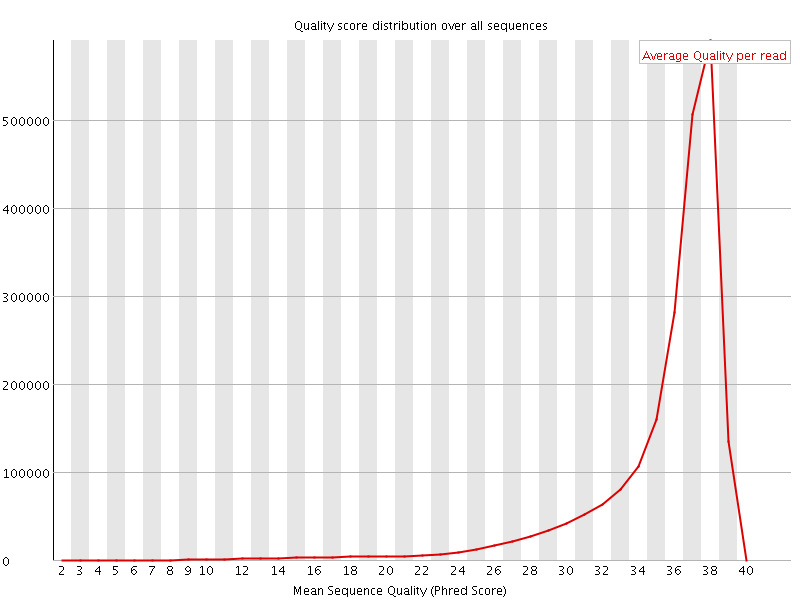 Quality score distribution over all sequences
Average Quality per read
500000
400000
300000
200000
100000
0
2 3 4 5 6 7 8 9 10 12 14 16 18 20 22 24 26 28 30 32 34 36 38 40
Mean Sequence Quality (Phred Score)